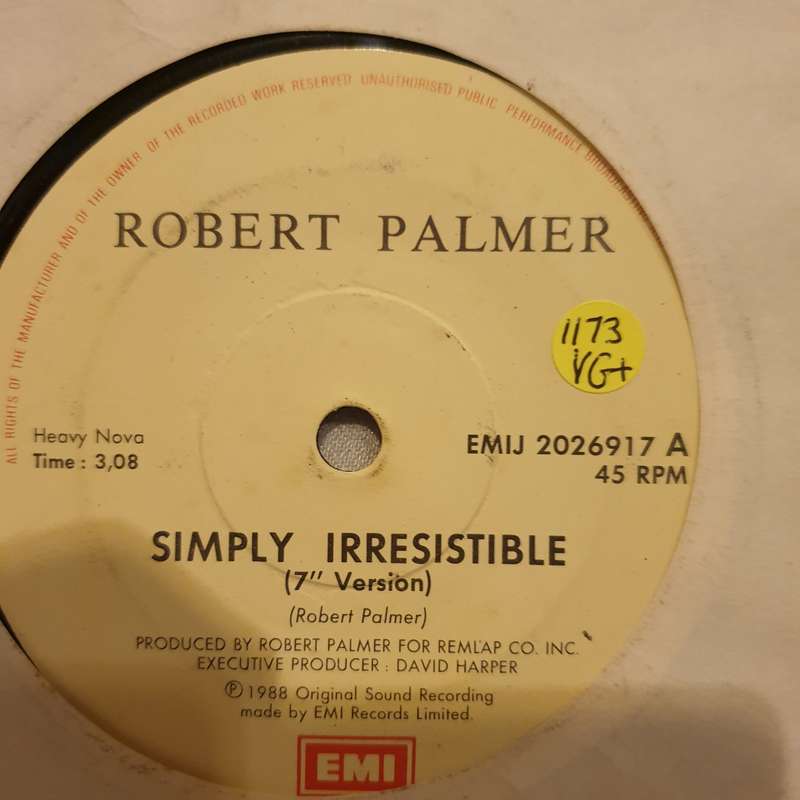 ALL RIGHTS OF THE MANUFACTURER AND OF THE OWNER OF THE RECORDED WORK RESERVED UNAUTHORISED PUBLIC PERFORMANCE
ROBERT PALMER
1173
VG+
Heavy Nova
Time : 3,08
EMIJ 2026917 A
45 RPM
SIMPLY IRRESISTIBLE
(7" Version)
(Robert Palmer)
PRODUCED BY ROBERT PALMER FOR REMLAP CO. INC.
EXECUTIVE PRODUCER : DAVID HARPER
℗ 1988 Original Sound Recording
made by EMI Records Limited.
EMI